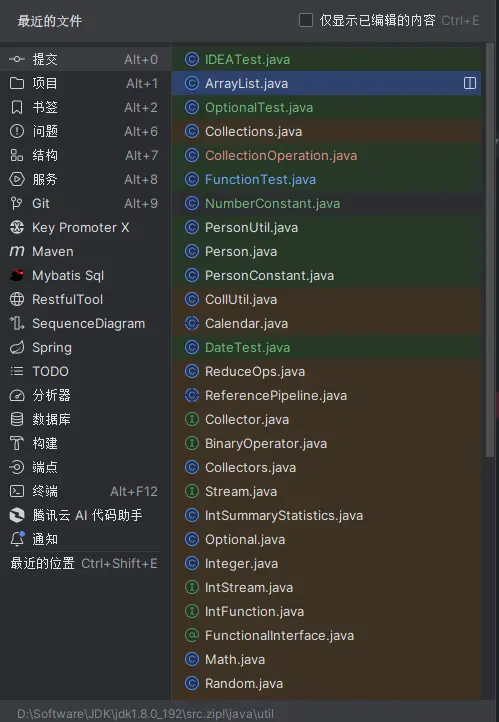 最近的文件
仅显示已编辑的内容 Ctrl+E
提交 Alt+0
项目 Alt+1
书签 Alt+2
问题 Alt+6
结构 Alt+7
服务 Alt+8
Git Alt+9
Key Promoter X
Maven
Mybatis Sql
RestfulTool
SequenceDiagram
Spring
TODO
分析器
数据库
构建
端点
终端 Alt+F12
腾讯云 AI 代码助手
通知
最近的位置 Ctrl+Shift+E
IDEATest.java
ArrayList.java
OptionalTest.java
Collections.java
CollectionOperation.java
FunctionTest.java
NumberConstant.java
PersonUtil.java
Person.java
PersonConstant.java
CollUtil.java
Calendar.java
DateTest.java
ReduceOps.java
ReferencePipeline.java
Collector.java
BinaryOperator.java
Collectors.java
Stream.java
IntSummaryStatistics.java
Optional.java
Integer.java
IntStream.java
IntFunction.java
FunctionalInterface.java
Math.java
Random.java
D:\Software\JDK\jdk1.8.0_192\src.zip!\java\util